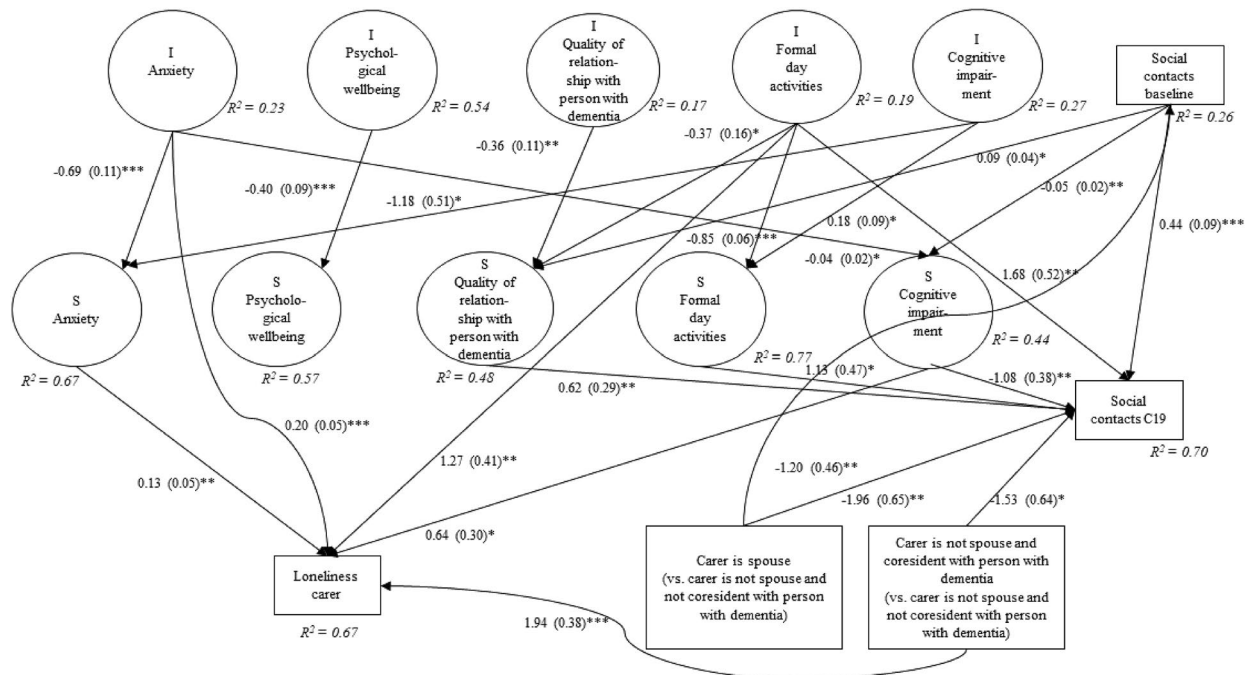 I
Anxiety
R² = 0.23
I
Psychol-
ogical
wellbeing
R² = 0.54
I
Quality of
relation-
ship with
person with
dementia
R² = 0.17
I
Formal
day
activities
R² = 0.19
I
Cognitive
impair-
ment
R² = 0.27
Social
contacts
baseline
R² = 0.26
-0.69 (0.11)***
-0.40 (0.09)***
-0.36 (0.11)**
-1.18 (0.51)*
-0.37 (0.16)*
-0.85 (0.06)***
0.18 (0.09)*
-0.04 (0.02)*
0.09 (0.04)*
-0.05 (0.02)**
0.44 (0.09)***
1.68 (0.52)**
S
Anxiety
R² = 0.67
S
Psycholo-
gical
wellbeing
R² = 0.57
S
Quality of
relation-
ship with
person with
dementia
R² = 0.48
S
Formal
day
activities
R² = 0.77
S
Cognitive
impair-
ment
R² = 0.44
0.62 (0.29)**
1.13 (0.47)*
-1.08 (0.38)**
Social
contacts C19
R² = 0.70
0.20 (0.05)***
0.13 (0.05)**
1.27 (0.41)**
0.64 (0.30)*
-1.20 (0.46)**
-1.96 (0.65)**
-1.53 (0.64)*
Loneliness
carer
R² = 0.67
1.94 (0.38)***
Carer is spouse
(vs. carer is not spouse and
not coresident with person
with dementia)
Carer is not spouse and
coresident with person with
dementia
(vs. carer is not spouse and
not coresident with person
with dementia)